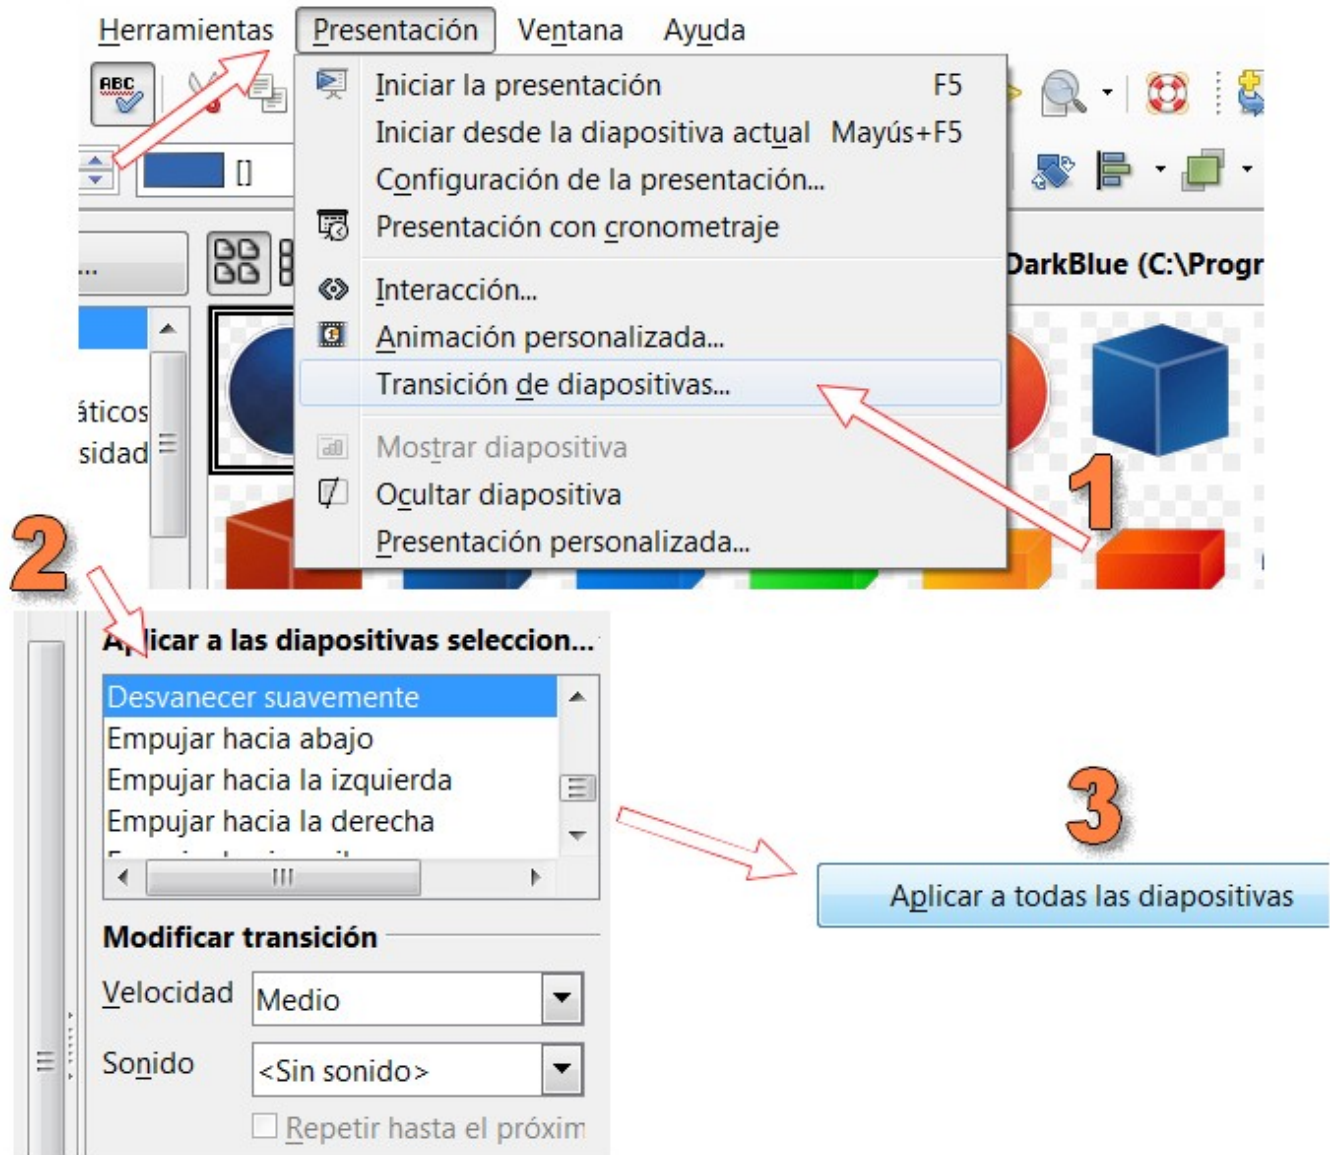 Herramientas Presentación Ventana Ayuda
ABC
Iniciar la presentación F5
Iniciar desde la diapositiva actual Mayús+F5
[]
Configuración de la presentación...
Presentación con cronometraje
... DarkBlue (C:\Progr
Interacción...
Animación personalizada...
Transición de diapositivas...
áticos
sidad
Mostrar diapositiva
1
Ocultar diapositiva
2
Presentación personalizada...
Aplicar a las diapositivas seleccion...
Desvanecer suavemente
Empujar hacia abajo
Empujar hacia la izquierda
Empujar hacia la derecha
3
Aplicar a todas las diapositivas
Modificar transición
Velocidad Medio
Sonido <Sin sonido>
Repetir hasta el próxim